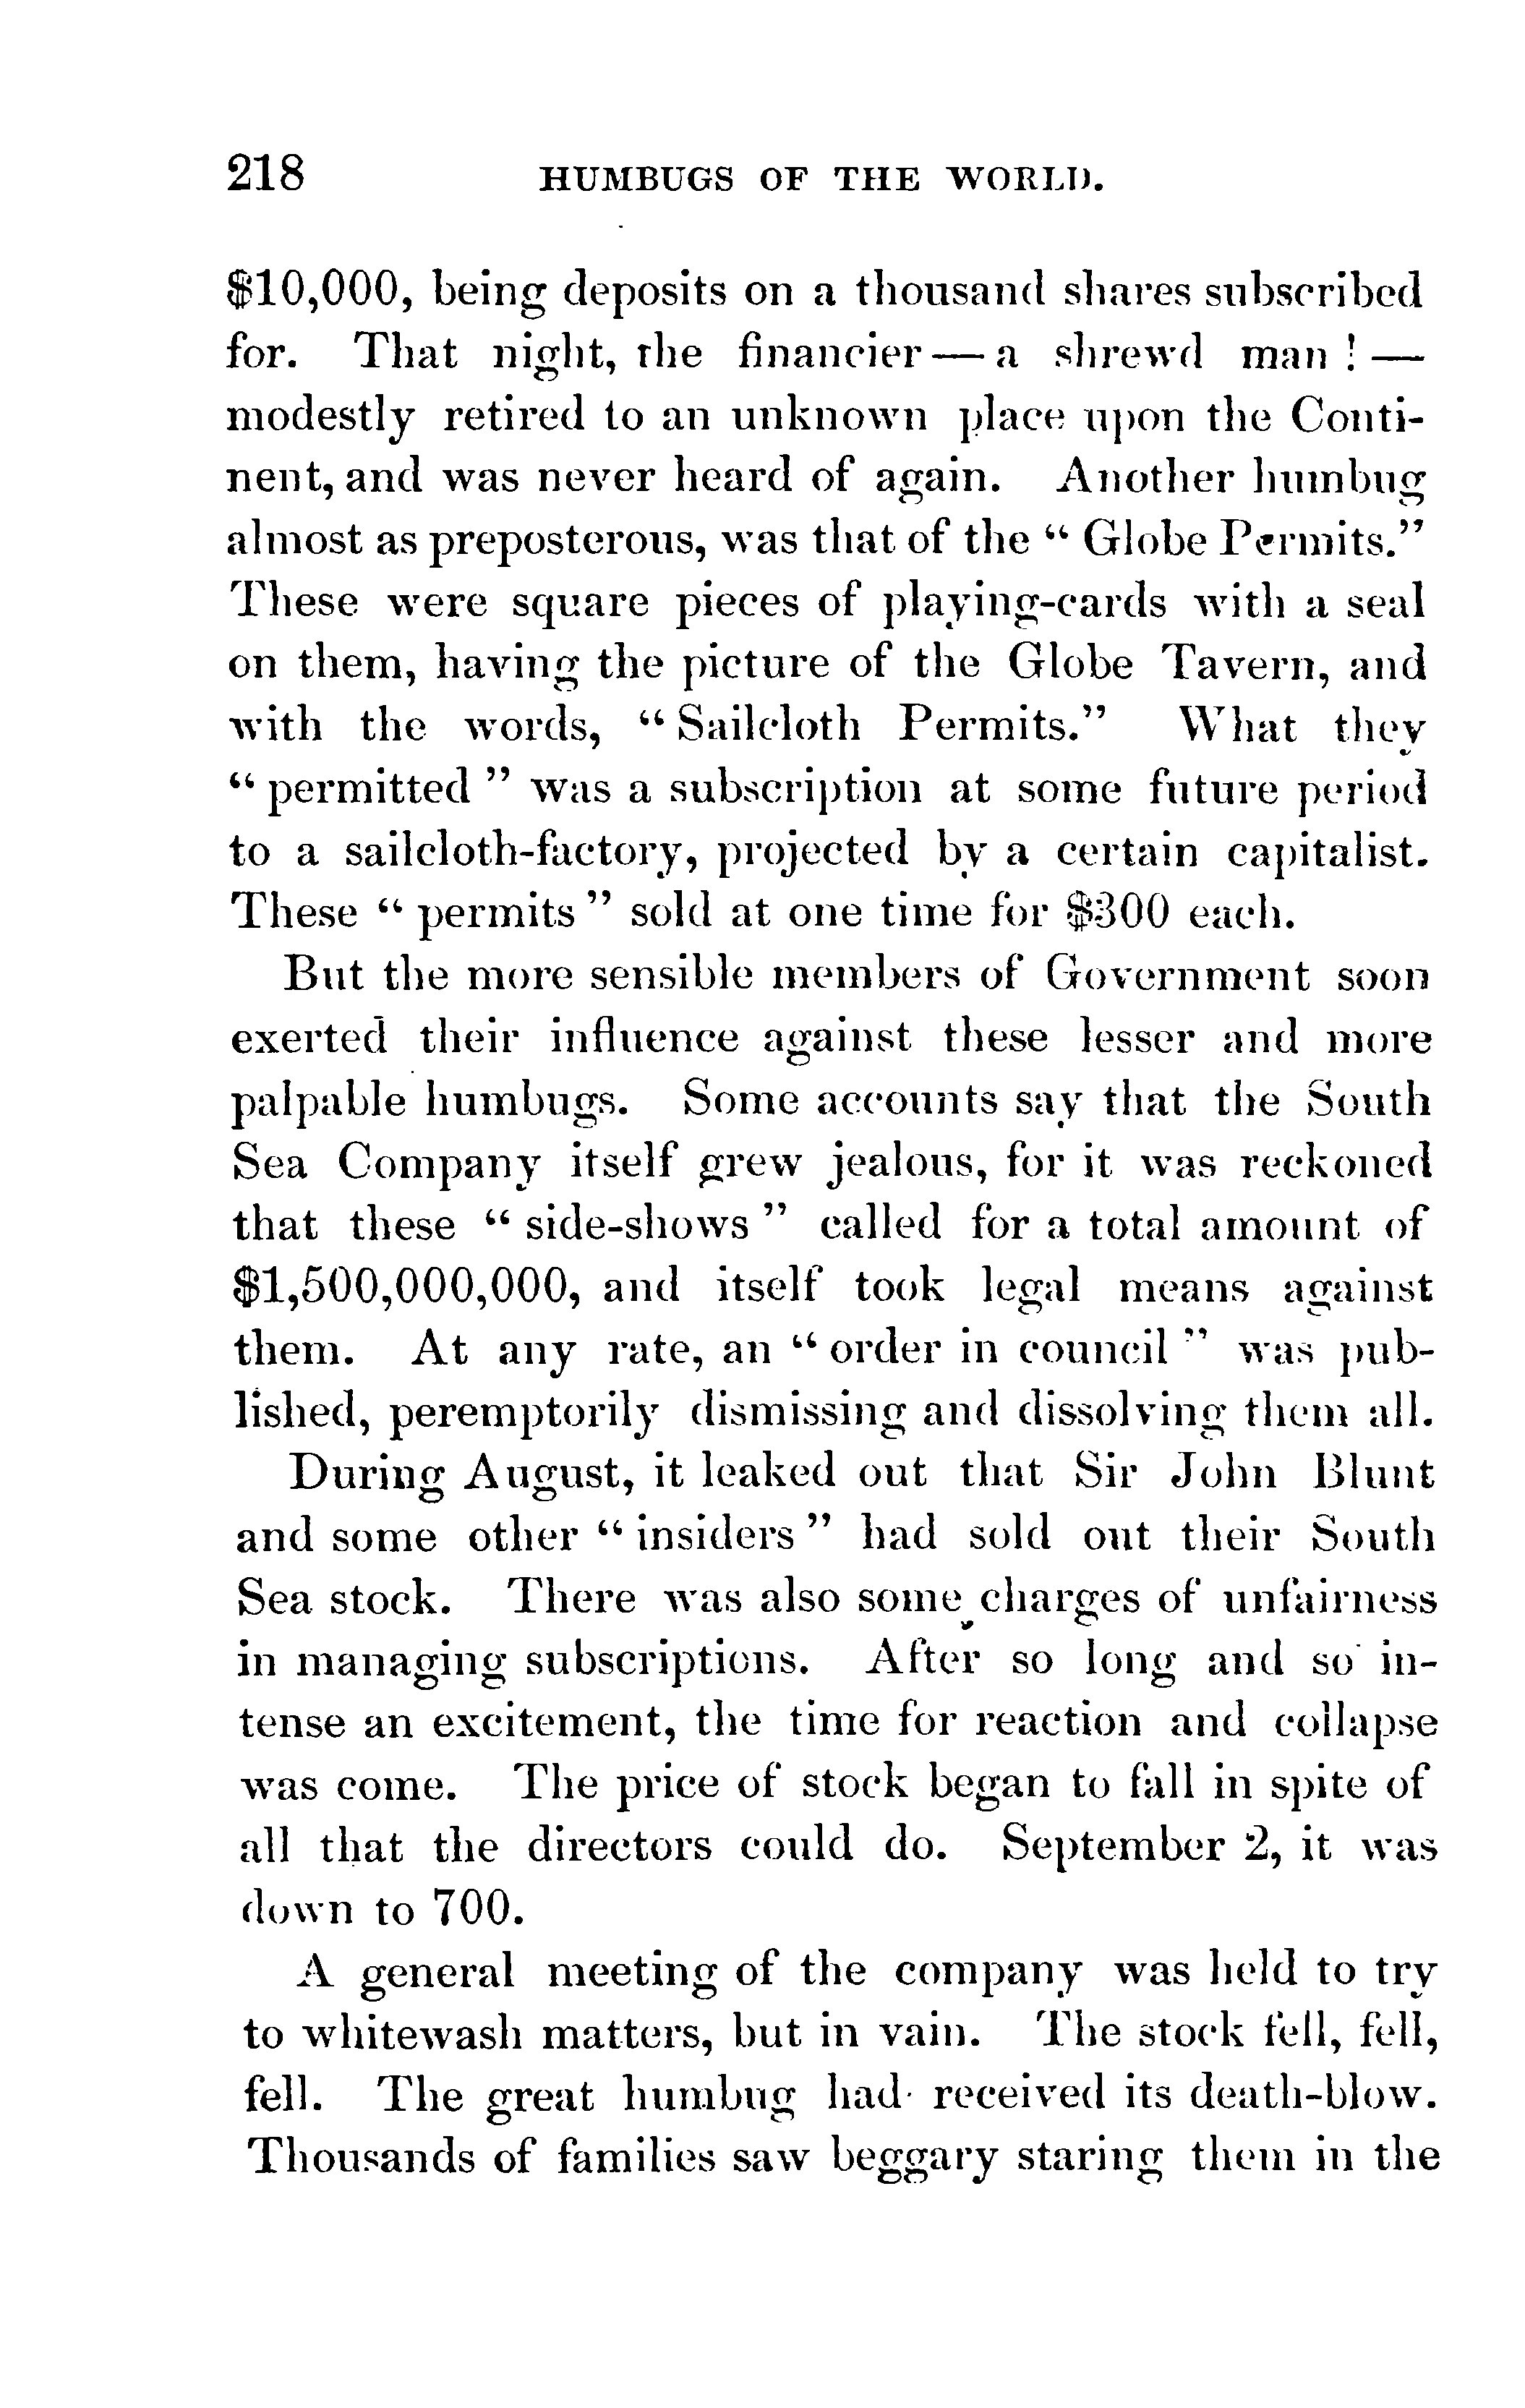 218 HUMBUGS OF THE WORLD.
$10,000, being deposits on a thousand shares subscribed
for. That night, the financier — a shrewd man ! —
modestly retired to an unknown place upon the Conti-
nent, and was never heard of again. Another humbug
almost as preposterous, was that of the “ Globe Permits.”
These were square pieces of playing-cards with a seal
on them, having the picture of the Globe Tavern, and
with the words, “ Sailcloth Permits.” What they
“ permitted ” was a subscription at some future period
to a sailcloth-factory, projected by a certain capitalist.
These “ permits ” sold at one time for $300 each.
But the more sensible members of Government soon
exerted their influence against these lesser and more
palpable humbugs. Some accounts say that the South
Sea Company itself grew jealous, for it was reckoned
that these “ side-shows ” called for a total amount of
$1,500,000,000, and itself took legal means against
them. At any rate, an “ order in council ” was pub-
lished, peremptorily dismissing and dissolving them all.
During August, it leaked out that Sir John Blunt
and some other “ insiders ” had sold out their South
Sea stock. There was also some charges of unfairness
in managing subscriptions. After so long and so in-
tense an excitement, the time for reaction and collapse
was come. The price of stock began to fall in spite of
all that the directors could do. September 2, it was
down to 700.
A general meeting of the company was held to try
to whitewash matters, but in vain. The stock fell, fell,
fell. The great humbug had received its death-blow.
Thousands of families saw beggary staring them in the